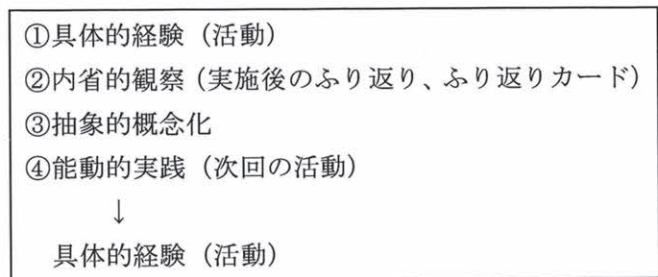 ①具体的経験（活動）
②内省的観察（実施後のふり返り、ふり返りカード）
③抽象的概念化
④能動的実践（次回の活動）
↓
具体的経験（活動）